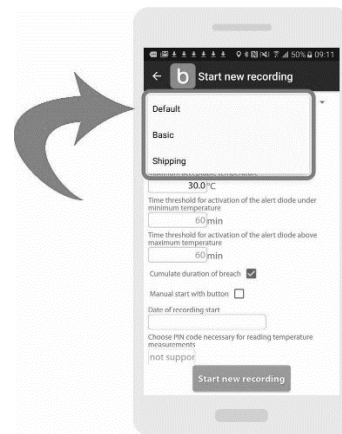 50% 09:11
b Start new recording
Default
Basic
Shipping
30.0 °C
Time threshold for activation of the alert diode under
minimum temperature
60 min
Time threshold for activation of the alert diode above
maximum temperature
60 min
Cumulate duration of breach
Manual start with button
Date of recording start
Choose PIN code necessary for reading temperature
measurements
not suppor
Start new recording